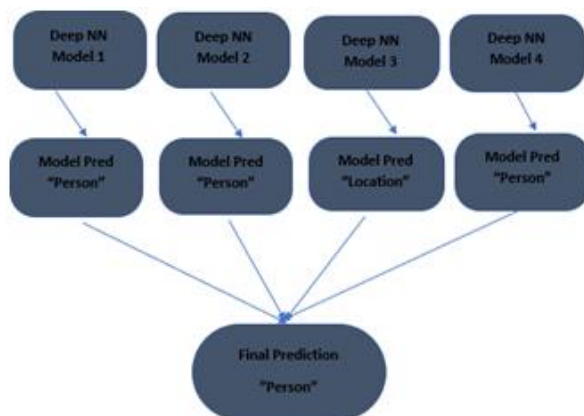 Deep NN
Model 1
Deep NN
Model 2
Deep NN
Model 3
Deep NN
Model 4
Model Pred
“Person”
Model Pred
“Person”
Model Pred
“Location”
Model Pred
“Person”
Final Prediction
“Person”